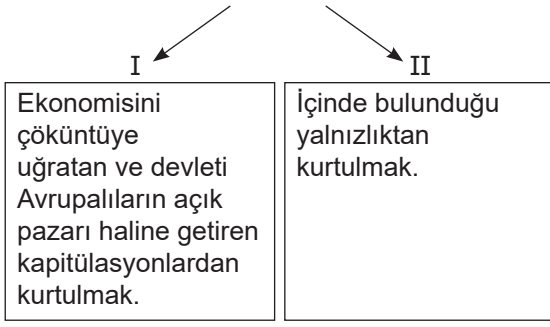 I
Ekonomisini
çöküntüye
uğratan ve devleti
Avrupalıların açık
pazarı haline getiren
kapitülasyonlardan
kurtulmak.
II
İçinde bulunduğu
yalnızlıktan
kurtulmak.